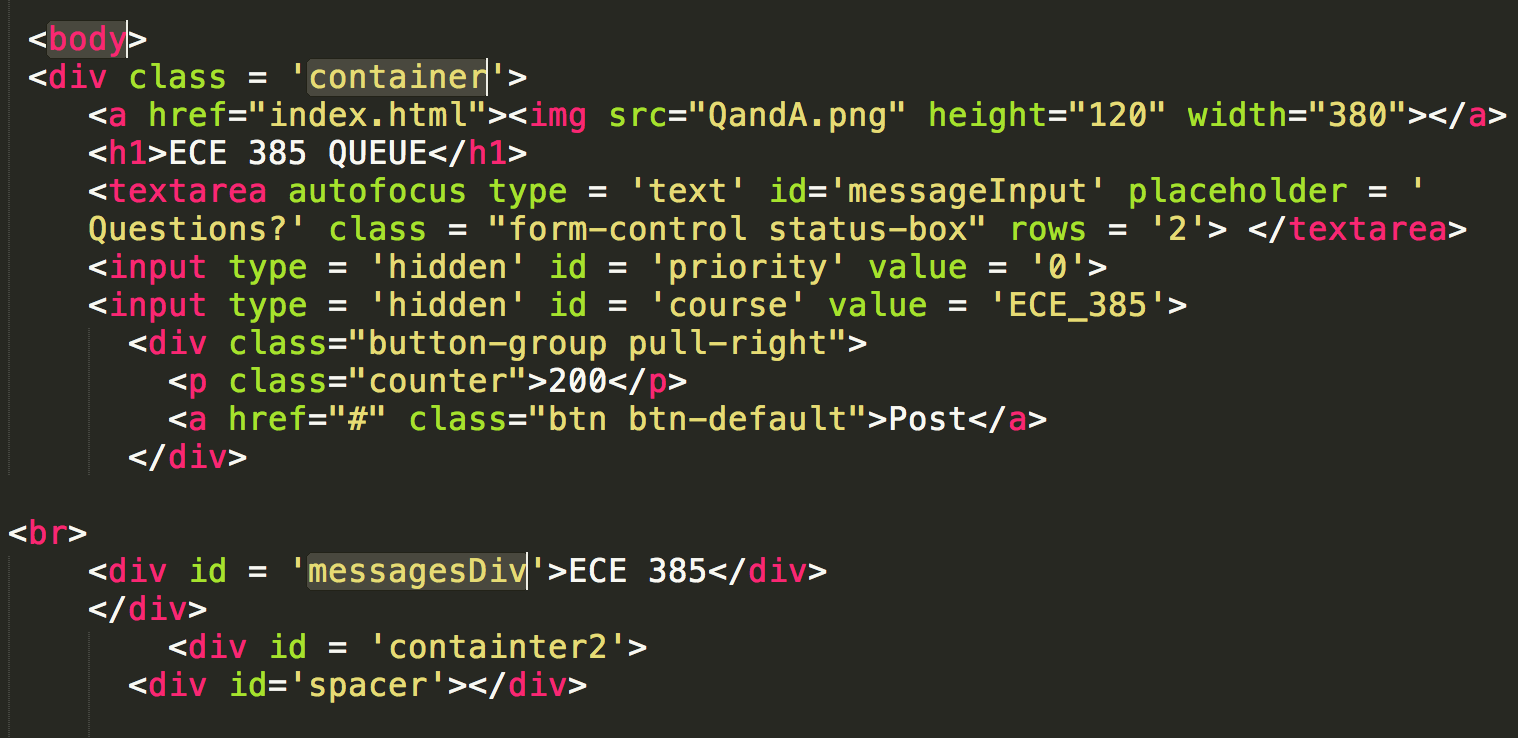 <body>
<div class = 'container'>
<a href="index.html"><img src="QandA.png" height="120" width="380"></a>
<h1>ECE 385 QUEUE</h1>
<textarea autofocus type = 'text' id='messageInput' placeholder = '
Questions?' class = "form-control status-box" rows = '2'> </textarea>
<input type = 'hidden' id = 'priority' value = '0'>
<input type = 'hidden' id = 'course' value = 'ECE_385'>
<div class="button-group pull-right">
<p class="counter">200</p>
<a href="#" class="btn btn-default">Post</a>
</div>
<br>
<div id = 'messagesDiv'>ECE 385</div>
</div>
<div id = 'containter2'>
<div id='spacer'></div>